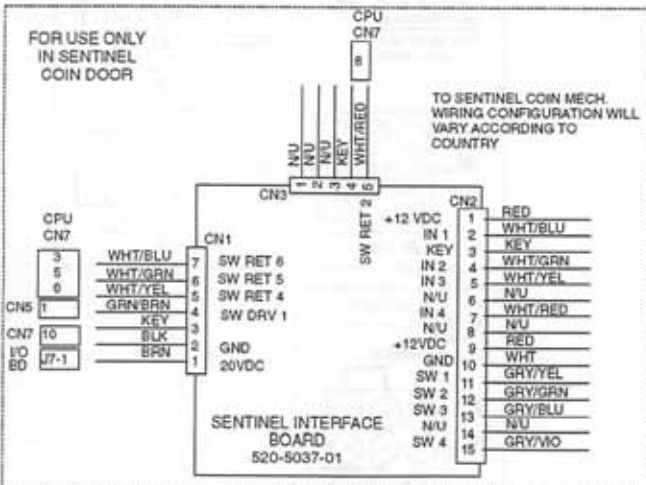 FOR USE ONLY
IN SENTINEL
COIN DOOR
CPU
CN7
8
TO SENTINEL COIN MECH.
WIRING CONFIGURATION WILL
VARY ACCORDING TO
COUNTRY
N/U
N/U
N/U
KEY
WHT/RED
CN3
1
2
3
4
5
SW RET 2
CPU
CN7
3
5
0
CN5
1
CN7
10
I/O
BD
J7-1
WHT/BLU
WHT/GRN
WHT/YEL
GRN/BRN
KEY
BLK
BRN
CN1
7 SW RET 6
6 SW RET 5
5 SW RET 4
4 SW DRV 1
3
2 GND
1 20VDC
CN2
+12 VDC 1 RED
IN 1 2 WHT/BLU
KEY 3 KEY
IN 2 4 WHT/GRN
IN 3 5 WHT/YEL
N/U 6 N/U
IN 4 7 WHT/RED
N/U 8 N/U
+12VDC 9 RED
GND 10 WHT
SW 1 11 GRY/YEL
SW 2 12 GRY/GRN
SW 3 13 GRY/BLU
N/U 14 N/U
SW 4 15 GRY/VIO
SENTINEL INTERFACE
BOARD
520-5037-01